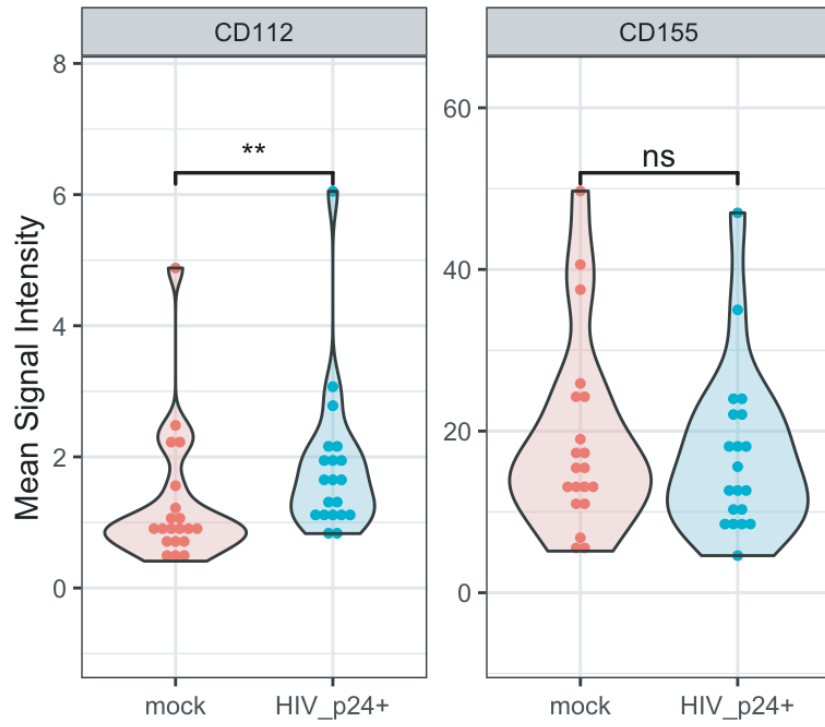 CD112
CD155
Mean Signal Intensity
8
6
4
2
0
**
mock
HIV_p24+
60
40
20
0
ns
mock
HIV_p24+